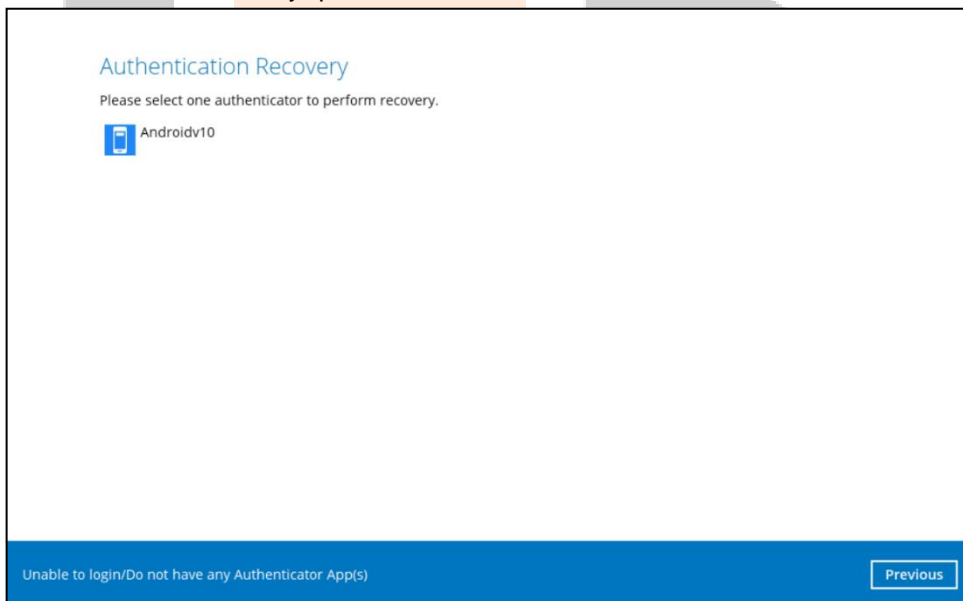 Authentication Recovery
Please select one authenticator to perform recovery.
Androidv10
Unable to login/Do not have any Authenticator App(s)
Previous